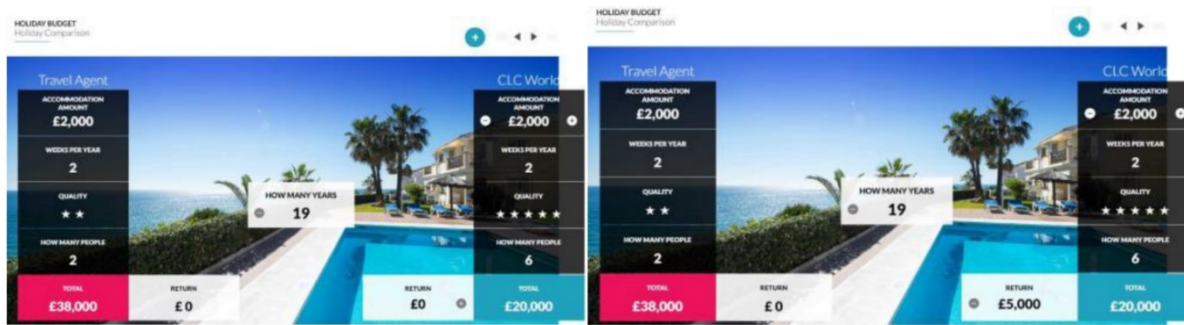 HOLIDAY BUDGET
Holiday Comparison
Travel Agent
ACCOMMODATION
AMOUNT
£2,000
WEEKS PER YEAR
2
QUALITY
HOW MANY PEOPLE
2
TOTAL
£38,000
RETURN
£0
HOW MANY YEARS
19
CLC World
ACCOMMODATION
AMOUNT
£2,000
WEEKS PER YEAR
2
QUALITY
HOW MANY PEOPLE
6
RETURN
£0
TOTAL
£20,000
HOLIDAY BUDGET
Holiday Comparison
Travel Agent
ACCOMMODATION
AMOUNT
£2,000
WEEKS PER YEAR
2
QUALITY
HOW MANY PEOPLE
2
TOTAL
£38,000
RETURN
£0
HOW MANY YEARS
19
CLC World
ACCOMMODATION
AMOUNT
£2,000
WEEKS PER YEAR
2
QUALITY
HOW MANY PEOPLE
6
RETURN
£5,000
TOTAL
£20,000